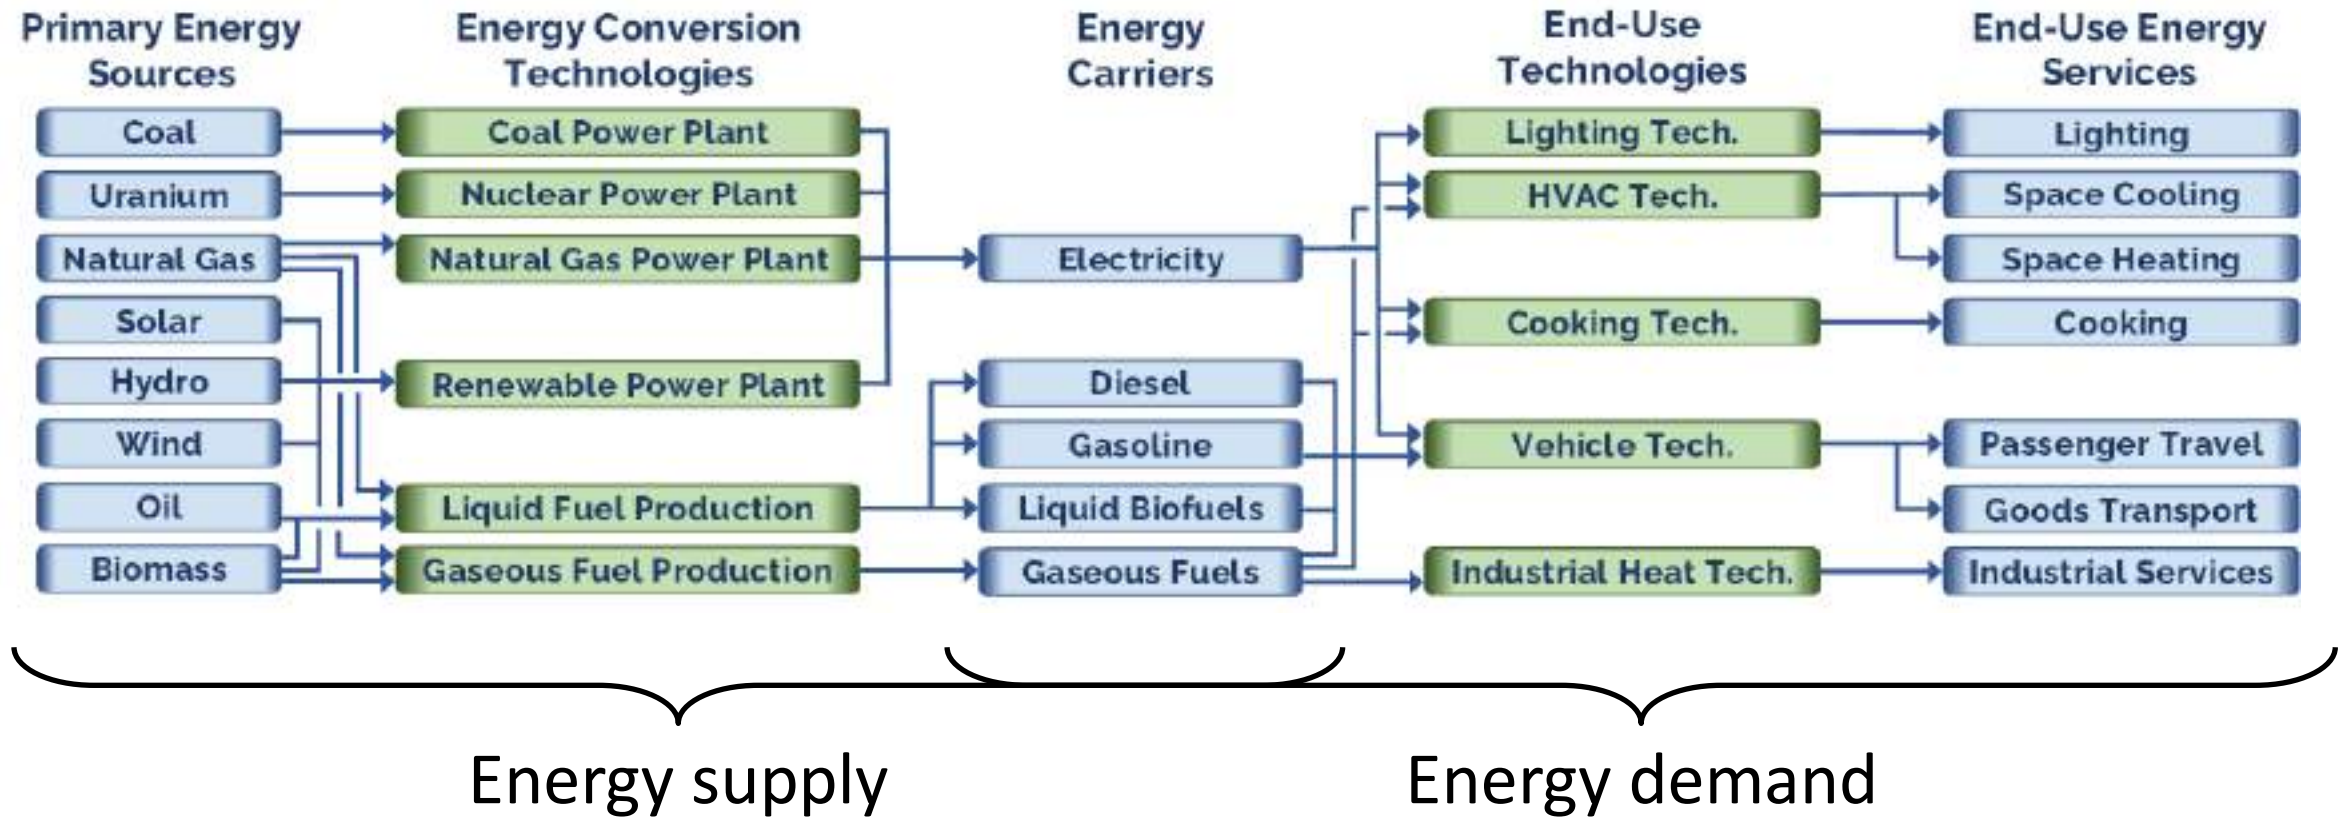 Primary Energy
Sources
Energy Conversion
Technologies
Energy
Carriers
End-Use
Technologies
End-Use Energy
Services
Coal
Coal Power Plant
Lighting Tech.
Lighting
Uranium
Nuclear Power Plant
HVAC Tech.
Space Cooling
Natural Gas
Natural Gas Power Plant
Electricity
Space Heating
Solar
Cooking Tech.
Cooking
Hydro
Renewable Power Plant
Diesel
Wind
Gasoline
Vehicle Tech.
Passenger Travel
Oil
Liquid Fuel Production
Liquid Biofuels
Goods Transport
Biomass
Gaseous Fuel Production
Gaseous Fuels
Industrial Heat Tech.
Industrial Services
Energy supply
Energy demand